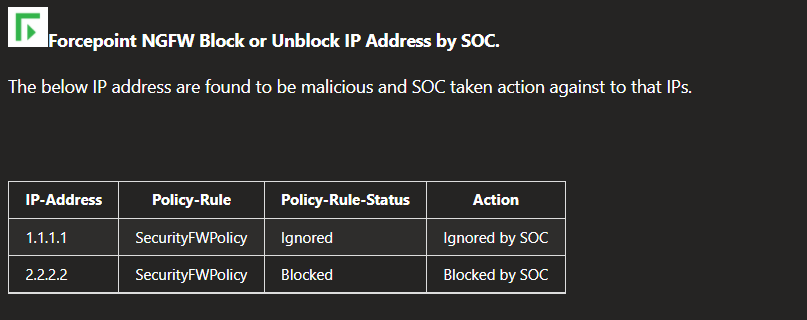 Forcepoint NGFW Block or Unblock IP Address by SOC.
The below IP address are found to be malicious and SOC taken action against to that IPs.
IP-Address Policy-Rule Policy-Rule-Status Action
1.1.1.1 SecurityFWPolicy Ignored Ignored by SOC
2.2.2.2 SecurityFWPolicy Blocked Blocked by SOC